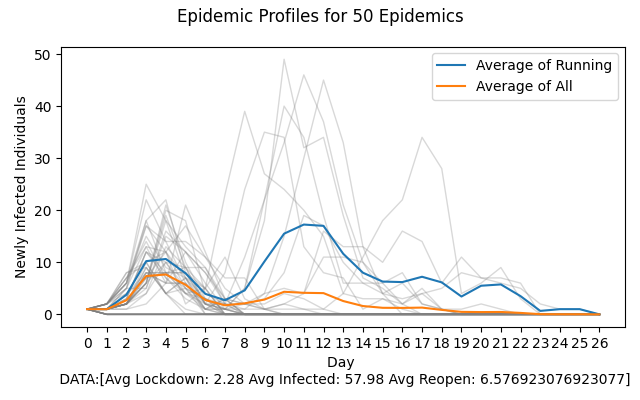 Epidemic Profiles for 50 Epidemics
50
40
30
20
10
0
Newly Infected Individuals
Average of Running
Average of All
0 1 2 3 4 5 6 7 8 9 10 11 12 13 14 15 16 17 18 19 20 21 22 23 24 25 26
Day
DATA:[Avg Lockdown: 2.28 Avg Infected: 57.98 Avg Reopen: 6.576923076923077]